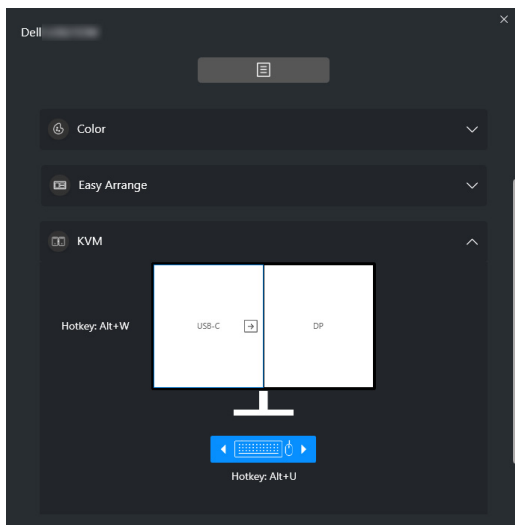 Dell
Color
Easy Arrange
KVM
Hotkey: Alt+W
USB-C
DP
Hotkey: Alt+U